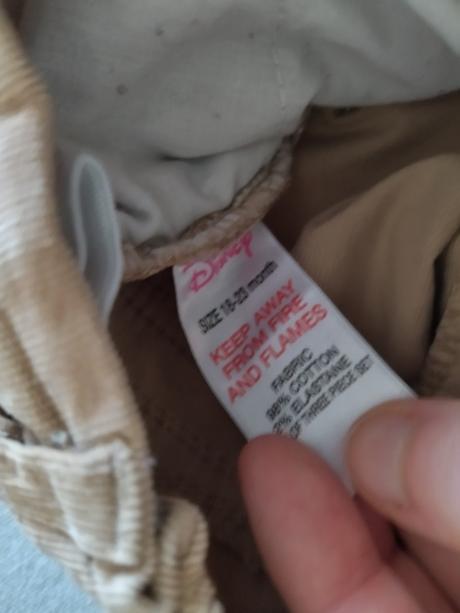 Disney
SIZE 18-23 month
KEEP AWAY
FROM FIRE
AND FLAMES
FABRIC
98% COTTON
2% ELASTANE
OF THREE PIECE SET